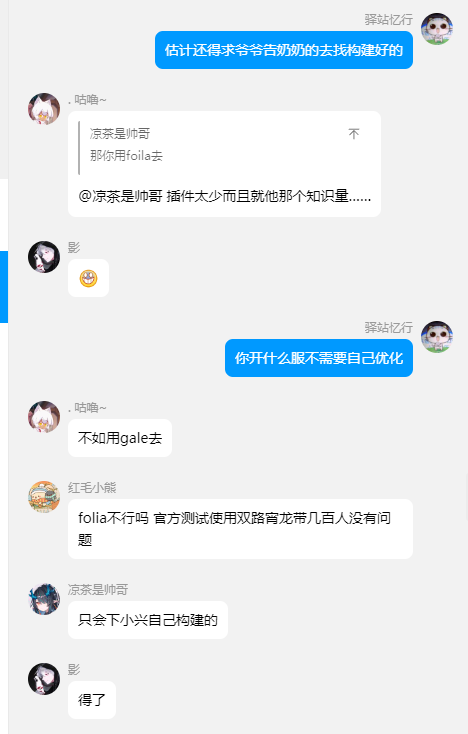 驿站忆行
估计还得求爷爷告奶奶的去找构建好的
. 咕噜~
凉茶是帅哥
那你用foila去
@凉茶是帅哥 插件太少而且就他那个知识量......
影
驿站忆行
你开什么服不需要自己优化
. 咕噜~
不如用gale去
红毛小熊
folia不行吗 官方测试使用双路宵龙带几百人没有问
题
凉茶是帅哥
只会下小兴自己构建的
影
得了